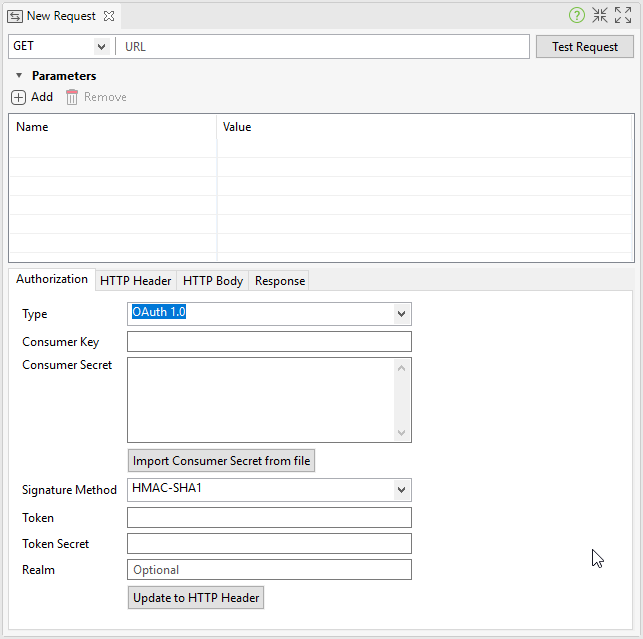 New Request
GET URL Test Request
Parameters
Add Remove
Name Value
Authorization HTTP Header HTTP Body Response
Type OAuth 1.0
Consumer Key
Consumer Secret
Import Consumer Secret from file
Signature Method HMAC-SHA1
Token
Token Secret
Realm Optional
Update to HTTP Header